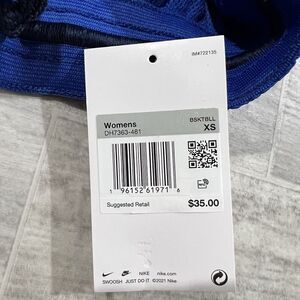 IM#722135
Womens BSKTBLL
DH7363-481 XS
1 96152 61971 6
Suggested Retail $35.00
NIKE nike.com
SWOOSH JUST DO IT ©2021 Nike